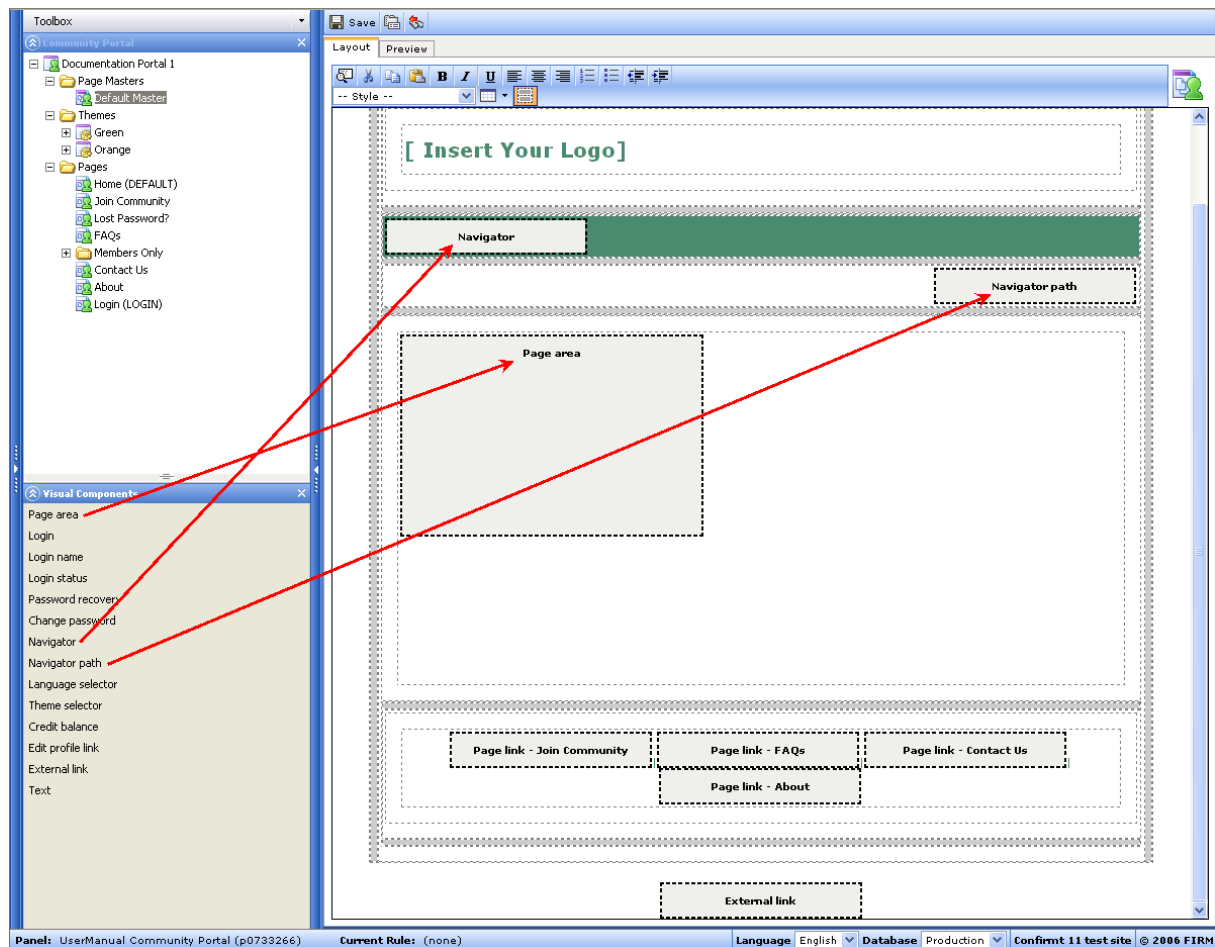 Toolbox
Save
Community Portal
Layout Preview
Documentation Portal 1
Page Masters
Default Master
Themes
Green
Orange
Pages
Home (DEFAULT)
Join Community
Lost Password?
FAQs
Members Only
Contact Us
About
Login (LOGIN)
B I U
-- Style --
[ Insert Your Logo]
Navigator
Navigator path
Page area
Visual Components
Page area
Login
Login name
Login status
Password recovery
Change password
Navigator
Navigator path
Language selector
Theme selector
Credit balance
Edit profile link
External link
Text
Page link - Join Community
Page link - FAQs
Page link - Contact Us
Page link - About
External link
Panel: UserManual Community Portal (p0733266) Current Rule: (none) Language English Database Production Confirmt 11 test site © 2006 FIRM